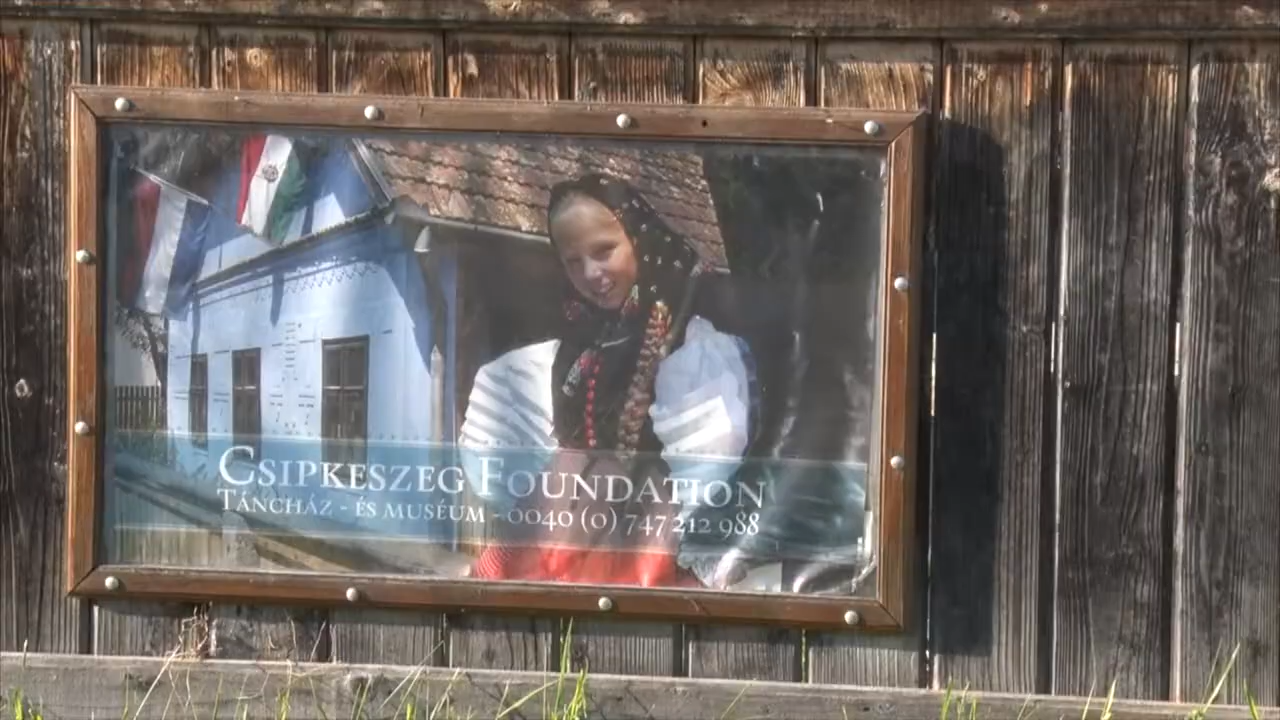 CSIPKESZEG FOUNDATION
TÁNCHÁZ - ÉS MUSÉUM - 0040 (0) 747 212 988